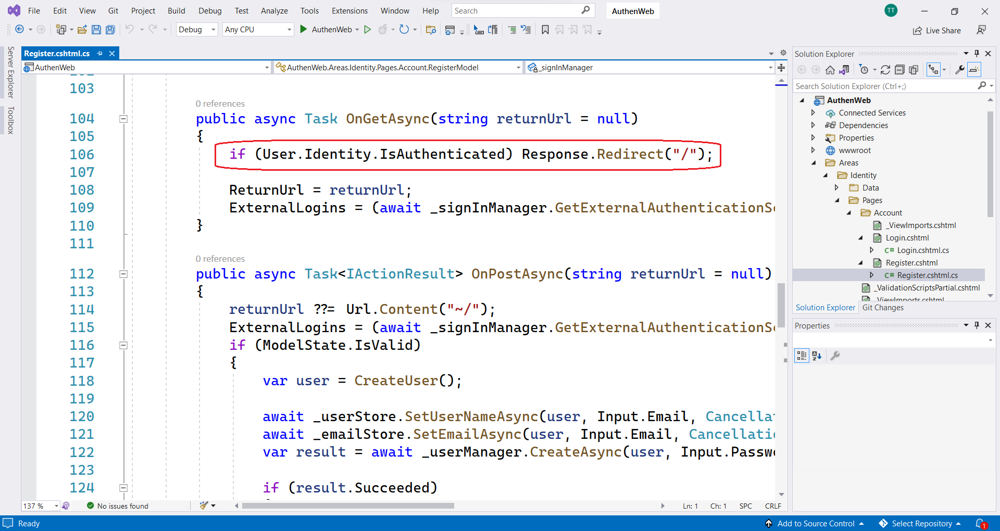 File Edit View Git Project Build Debug Test Analyze Tools Extensions Window Help Search AuthenWeb TT
Debug Any CPU AuthenWeb Live Share
Server Explorer
Toolbox
Register.cshtml.cs
AuthenWeb AuthenWeb.Areas.Identity.Pages.Account.RegisterModel _signInManager
103
0 references
104 public async Task OnGetAsync(string returnUrl = null)
105 {
106 if (User.Identity.IsAuthenticated) Response.Redirect("/");
107
108 ReturnUrl = returnUrl;
109 ExternalLogins = (await _signInManager.GetExternalAuthenticationS
110 }
111
0 references
112 public async Task<IActionResult> OnPostAsync(string returnUrl = null)
113 {
114 returnUrl ??= Url.Content("~/");
115 ExternalLogins = (await _signInManager.GetExternalAuthenticationS
116 if (ModelState.IsValid)
117 {
118 var user = CreateUser();
119
120 await _userStore.SetUserNameAsync(user, Input.Email, Cancellat
121 await _emailStore.SetEmailAsync(user, Input.Email, Cancellati
122 var result = await _userManager.CreateAsync(user, Input.Passw
123
124 if (result.Succeeded)
137 % No issues found Ln: 1 Ch: 1 SPC CRLF
Solution Explorer
Search Solution Explorer (Ctrl+;)
AuthenWeb
Connected Services
Dependencies
Properties
wwwroot
Areas
Identity
Data
Pages
Account
_ViewImports.cshtml
Login.cshtml
C# Login.cshtml.cs
Register.cshtml
C# Register.cshtml.cs
_ValidationScriptsPartial.cshtml
_ViewImports.cshtml
Solution Explorer Git Changes
Properties
Ready Add to Source Control Select Repository 1